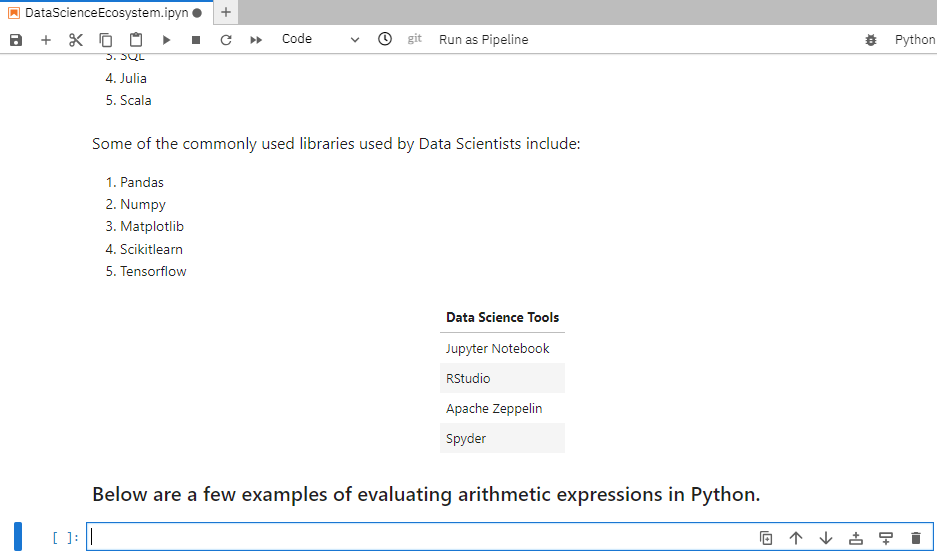 DataScienceEcosystem.ipyn
Code git Run as Pipeline Python
3. SQL
4. Julia
5. Scala
Some of the commonly used libraries used by Data Scientists include:
1. Pandas
2. Numpy
3. Matplotlib
4. Scikitlearn
5. Tensorflow
Data Science Tools
Jupyter Notebook
RStudio
Apache Zeppelin
Spyder
Below are a few examples of evaluating arithmetic expressions in Python.
[ ]: